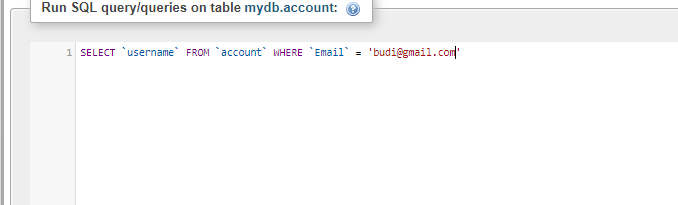 Run SQL query/queries on table mydb.account:
1 SELECT `username` FROM `account` WHERE `Email` = 'budi@gmail.com'